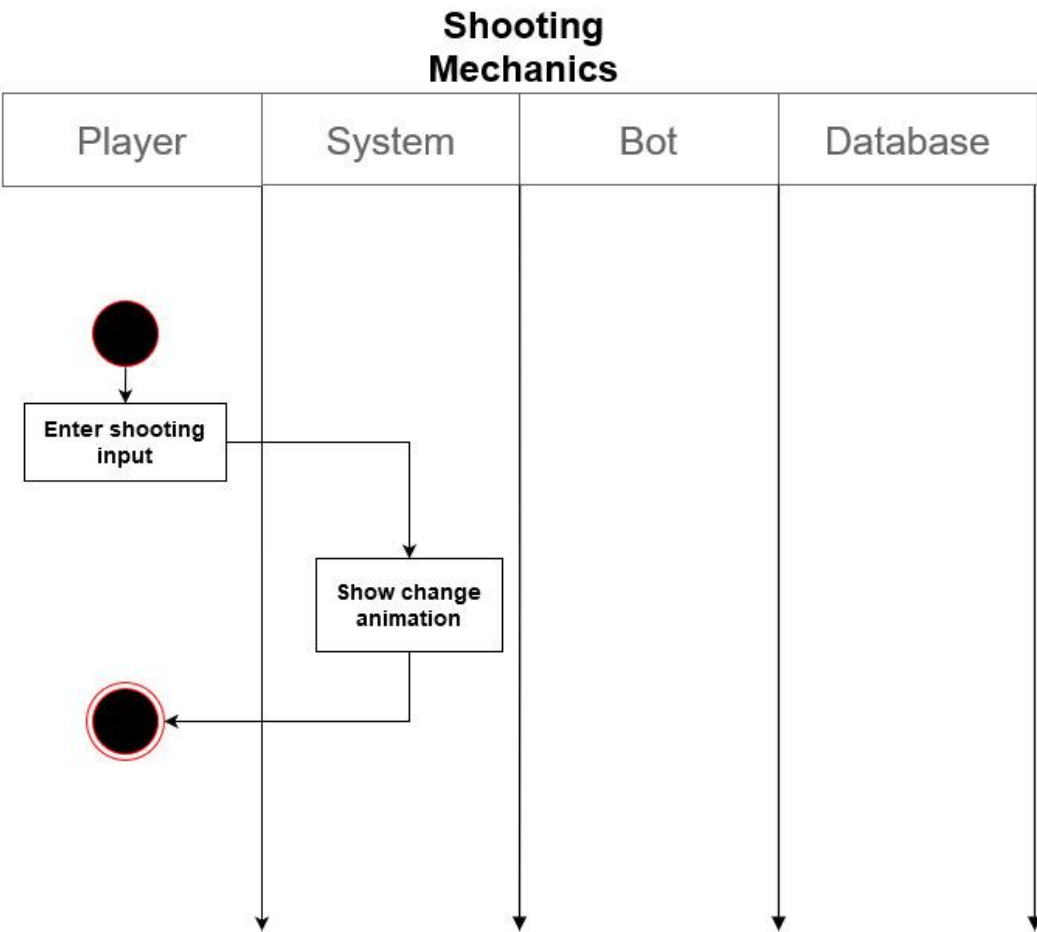 Shooting
Mechanics
Player
System
Bot
Database
Enter shooting
input
Show change
animation